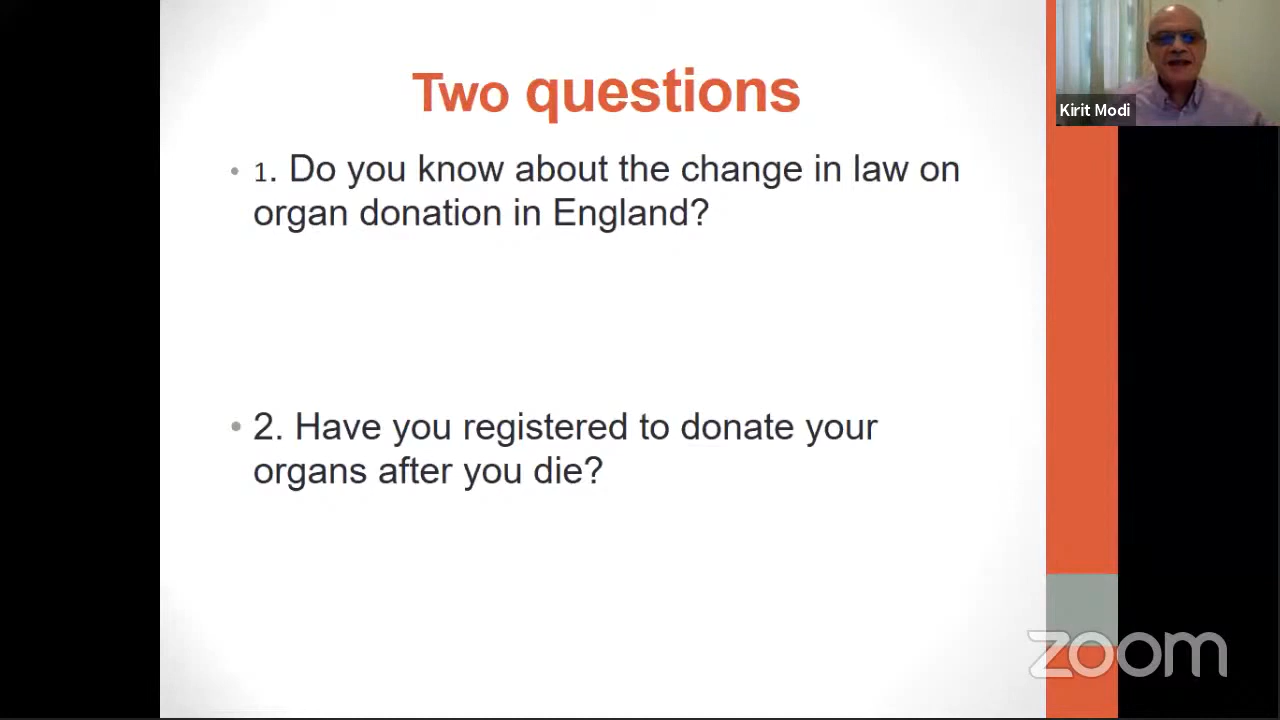 Two questions
• 1. Do you know about the change in law on
organ donation in England?
• 2. Have you registered to donate your
organs after you die?
Kirit Modi
zoom